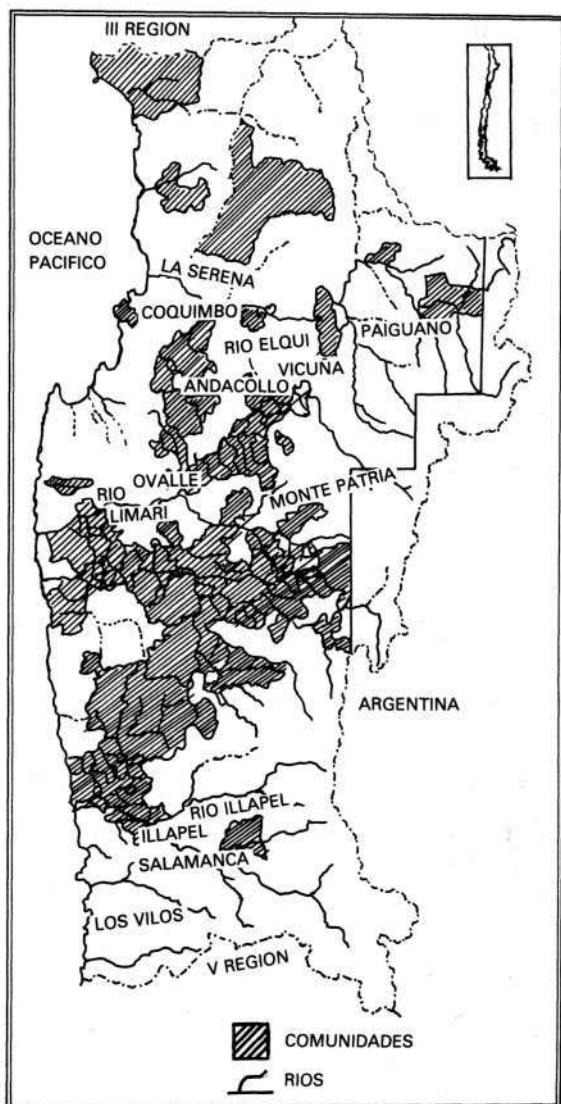 III REGION
OCEANO
PACIFICO
LA SERENA
COQUIMBO
PAIGUANO
RIO ELQUI
VICUÑA
ANDACOLLO
OVALLE
MONTE PATRIA
RIO
LIMARI
ARGENTINA
RIO ILLAPEL
ILLAPEL
SALAMANCA
LOS VILOS
V REGION
COMUNIDADES
RIOS